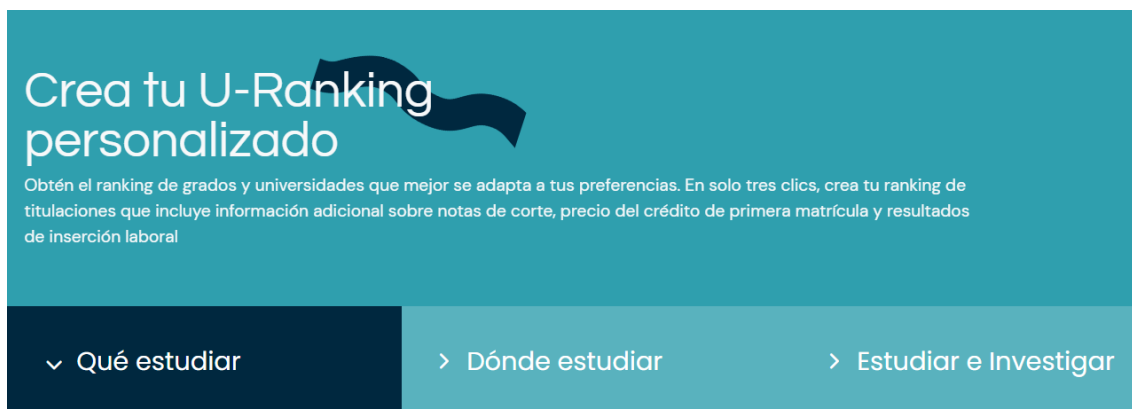 Crea tu U-Ranking
personalizado
Obtén el ranking de grados y universidades que mejor se adapta a tus preferencias. En solo tres clics, crea tu ranking de
titulaciones que incluye información adicional sobre notas de corte, precio del crédito de primera matrícula y resultados
de inserción laboral
Qué estudiar
Dónde estudiar
Estudiar e Investigar